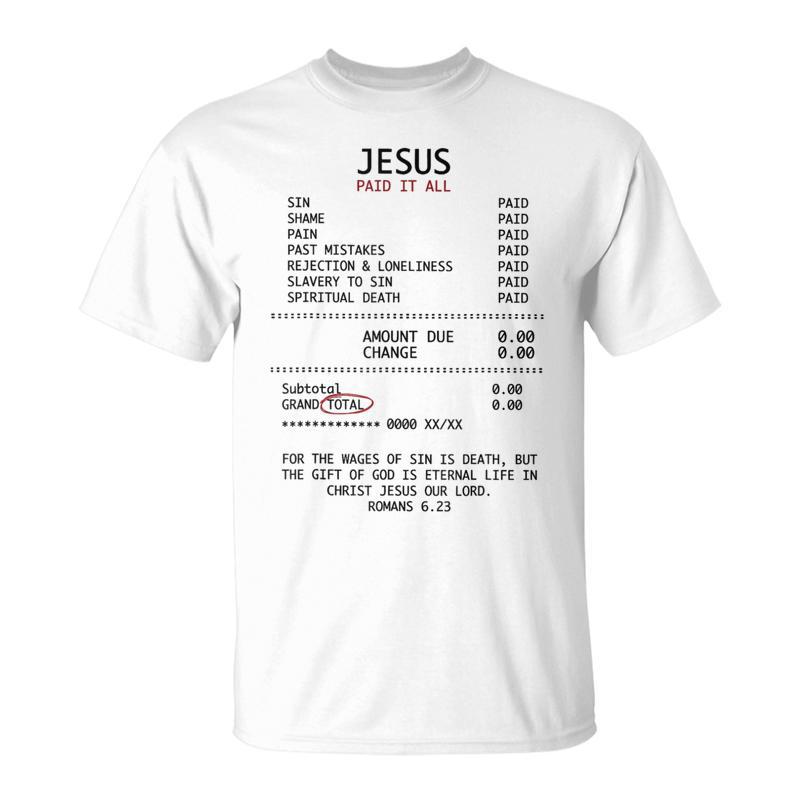 JESUS
PAID IT ALL
SIN PAID
SHAME PAID
PAIN PAID
PAST MISTAKES PAID
REJECTION & LONELINESS PAID
SLAVERY TO SIN PAID
SPIRITUAL DEATH PAID
AMOUNT DUE 0.00
CHANGE 0.00
Subtotal 0.00
GRAND TOTAL 0.00
************* 0000 XX/XX
FOR THE WAGES OF SIN IS DEATH, BUT
THE GIFT OF GOD IS ETERNAL LIFE IN
CHRIST JESUS OUR LORD.
ROMANS 6.23